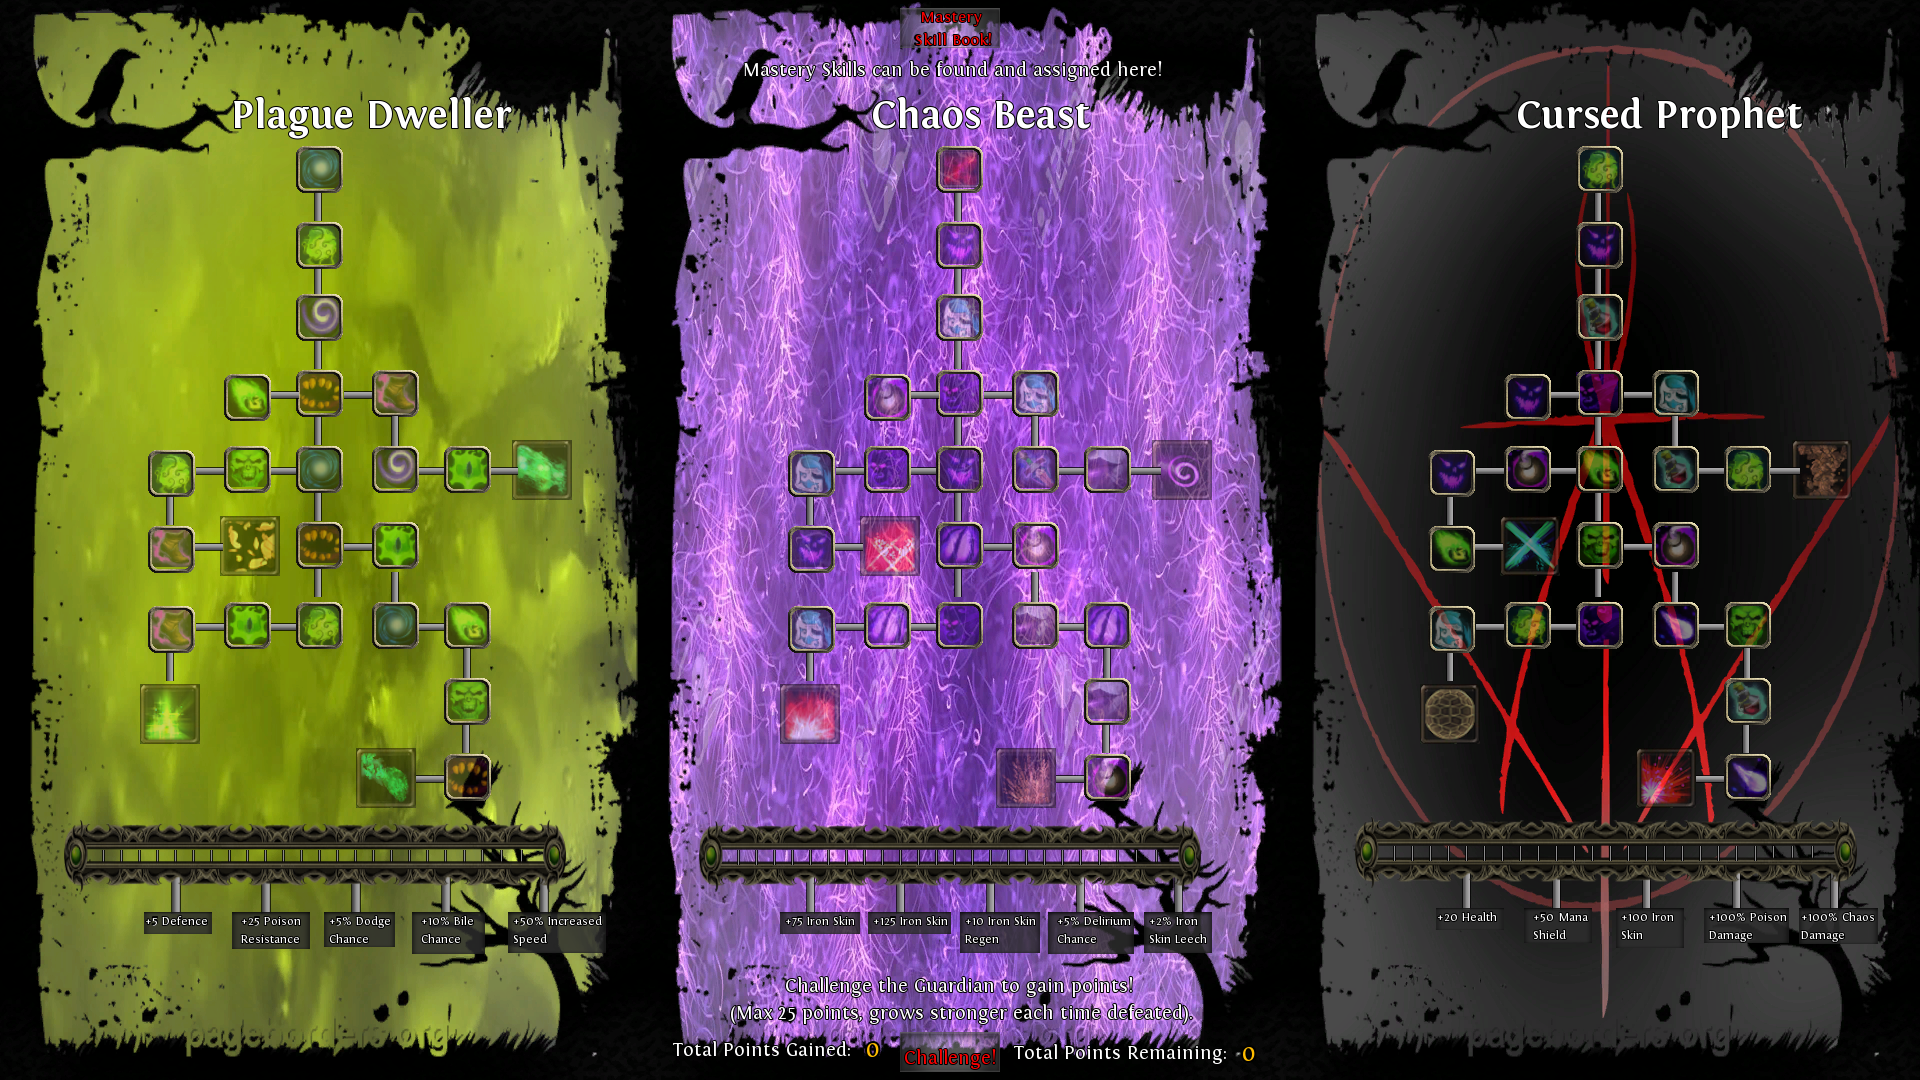 Mastery
Skill Book!
Mastery Skills can be found and assigned here!
Plague Dweller
Chaos Beast
Cursed Prophet
+5 Defence
+25 Poison
Resistance
+5% Dodge
Chance
+10% Bile
Chance
+50% Increased
Speed
+75 Iron Skin
+125 Iron Skin
+10 Iron Skin
Regen
+5% Delirium
Chance
+2% Iron
Skin Leech
+20 Health
+50 Mana
Shield
+100 Iron
Skin
+100% Poison
Damage
+100% Chaos
Damage
Challenge the Guardian to gain points!
(Max 25 points, grows stronger each time defeated).
Total Points Gained: 0
Challenge!
Total Points Remaining: 0
pageborders.org
pageborders.org